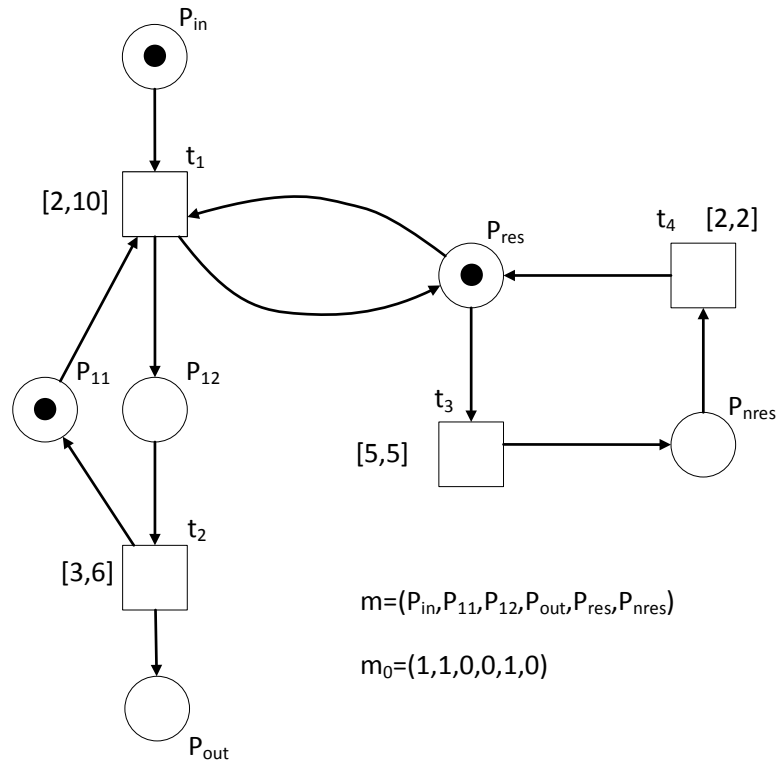 P_in
t_1
[2,10]
P_res
t_4
[2,2]
P_11
P_12
t_3
P_nres
[5,5]
t_2
[3,6]
m=(P_in,P_11,P_12,P_out,P_res,P_nres)
m_0=(1,1,0,0,1,0)
P_out